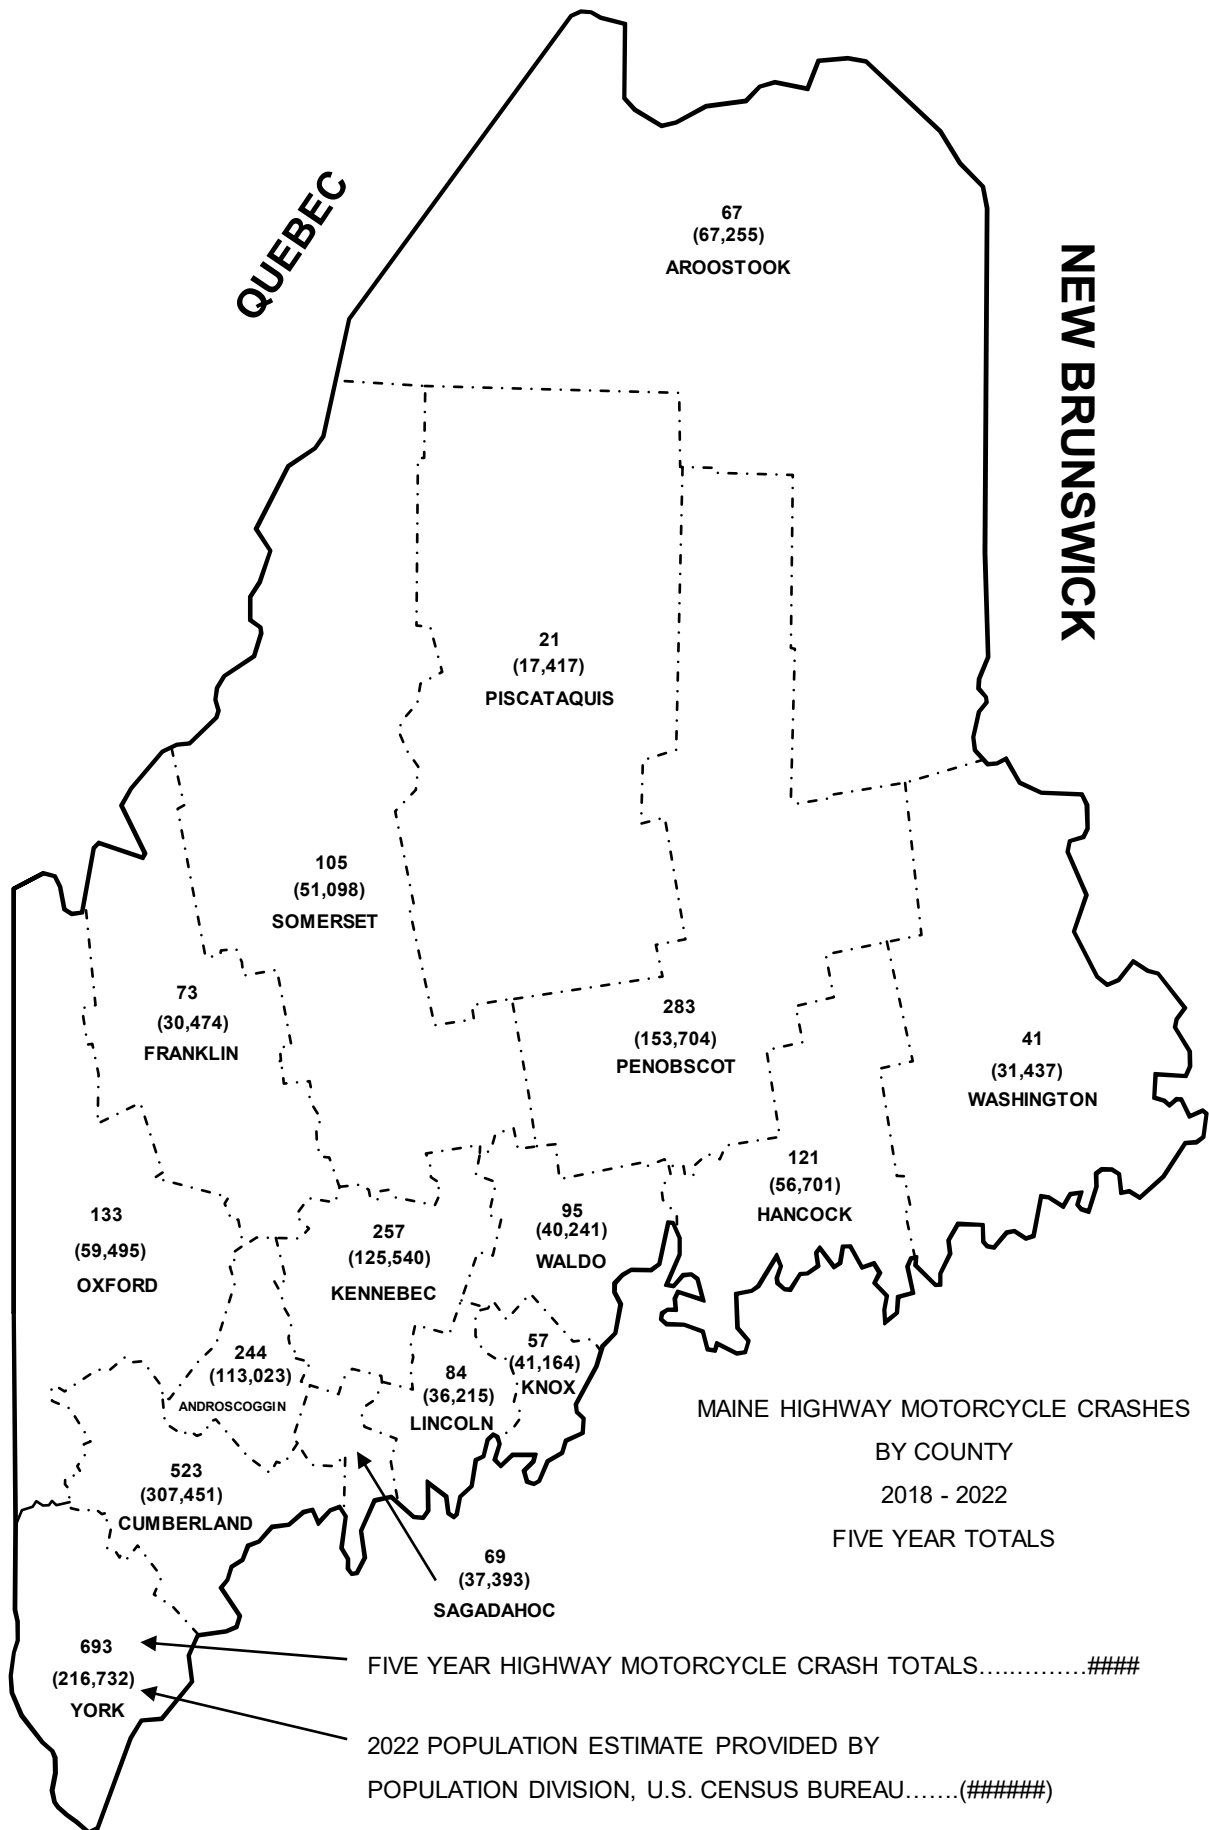 QUEBEC
NEW BRUNSWICK
67
(67,255)
AROOSTOOK
21
(17,417)
PISCATAQUIS
105
(51,098)
SOMERSET
73
(30,474)
FRANKLIN
283
(153,704)
PENOBSCOT
41
(31,437)
WASHINGTON
121
(56,701)
HANCOCK
133
(59,495)
OXFORD
257
(125,540)
KENNEBEC
95
(40,241)
WALDO
244
(113,023)
ANDROSCOGGIN
84
(36,215)
LINCOLN
57
(41,164)
KNOX
MAINE HIGHWAY MOTORCYCLE CRASHES
BY COUNTY
2018 - 2022
FIVE YEAR TOTALS
523
(307,451)
CUMBERLAND
69
(37,393)
SAGADAHOC
693
(216,732)
YORK
FIVE YEAR HIGHWAY MOTORCYCLE CRASH TOTALS..............####
2022 POPULATION ESTIMATE PROVIDED BY
POPULATION DIVISION, U.S. CENSUS BUREAU.......(######)